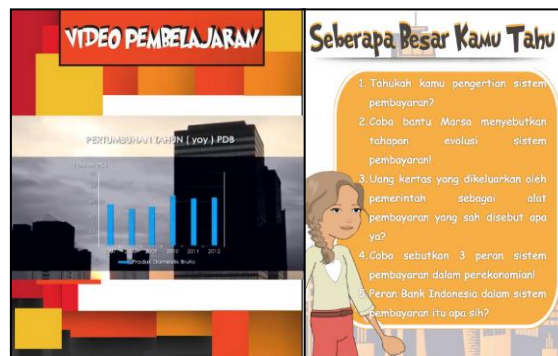 VIDEO PEMBELAJARAN
PERTUMBUHAN TAHUN ( yoy ) PDB
2010
2011
2012
Produk Domestik Bruto
Seberapa Besar Kamu Tahu
1. Tahukah kamu pengertian sistem
pembayaran?
2. Coba bantu Marsa menyebutkan
tahapan evolusi sistem
pembayaran!
3. Uang kertas yang dikeluarkan oleh
pemerintah sebagai alat
pembayaran yang sah disebut apa
ya?
4. Coba sebutkan 3 peran sistem
pembayaran dalam perekonomian!
5. Peran Bank Indonesia dalam sistem
pembayaran itu apa sih?